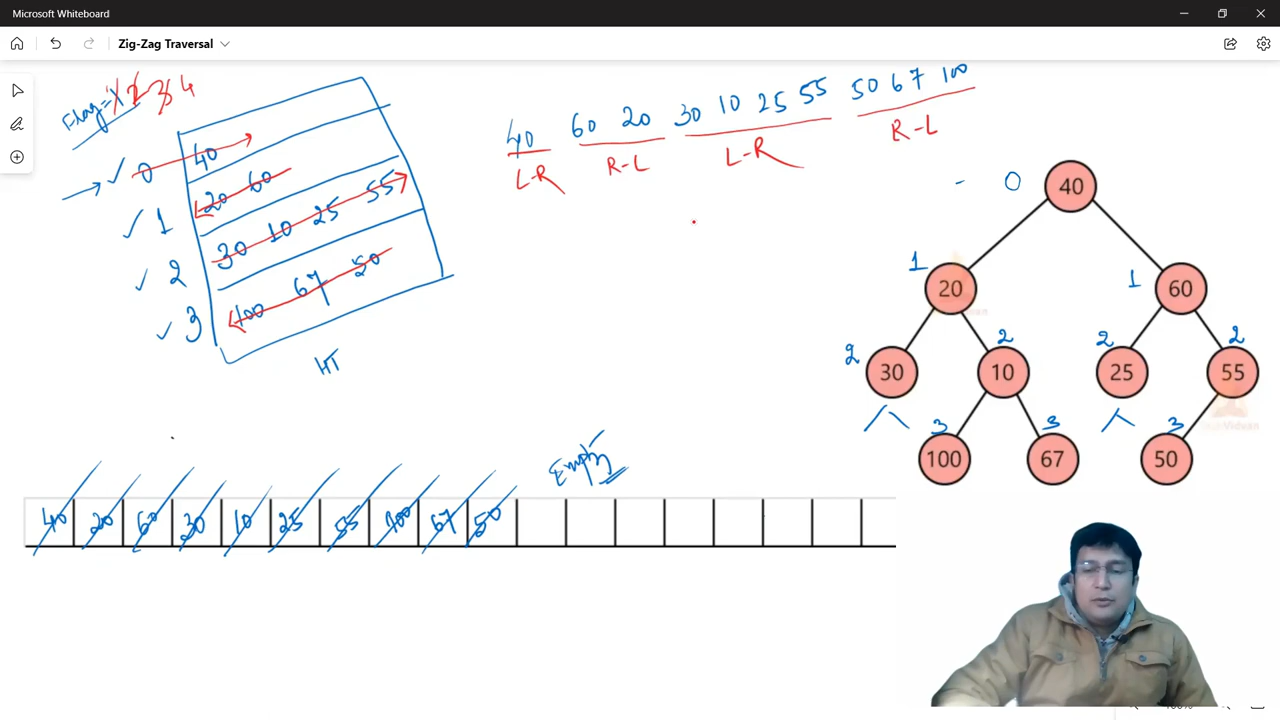 Microsoft Whiteboard
Zig-Zag Traversal
Flag = 1 2 3 4
0 40
1 20 60
2 30 10 25 55
3 100 67 50
HT
40 60 20 30 10 25 55 50 67 100
L-R R-L L-R R-L
- 0 40
1 20 1 60
2 30 2 10 2 25 2 55
3 100 3 67 3 50
Empty
40 20 60 30 10 25 55 100 67 50